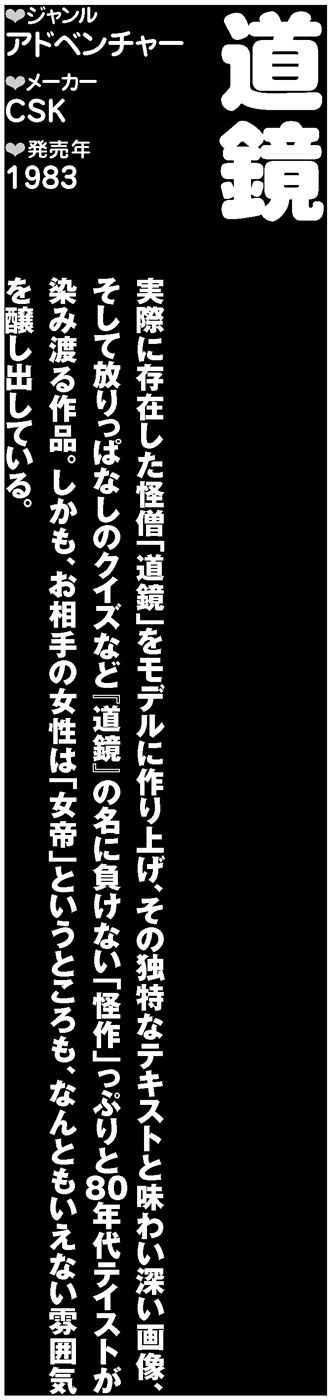 道鏡
❤ジャンル
アドベンチャー
❤メーカー
CSK
❤発売年
1983
実際に存在した怪僧「道鏡」をモデルに作り上げ、その独特なテキストと味わい深い画像、
そして放りっぱなしのクイズなど『道鏡』の名に負けない「怪作」っぷりと80年代テイストが
染み渡る作品。しかも、お相手の女性は「女帝」というところも、なんともいえない雰囲気
を醸し出している。